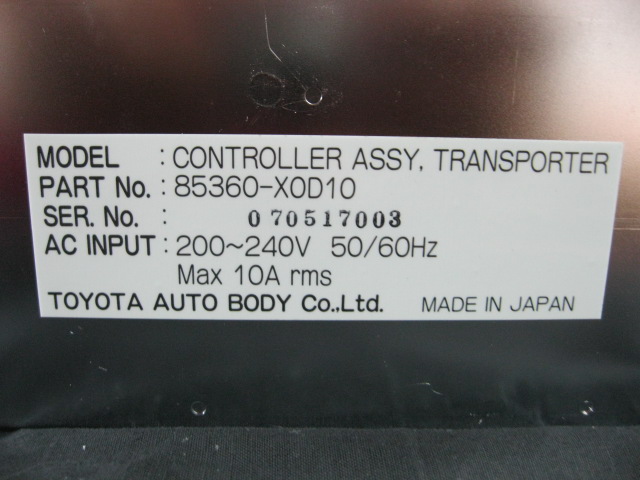 MODEL : CONTROLLER ASSY, TRANSPORTER
PART No. : 85360-X0D10
SER. No. : 070517003
AC INPUT : 200~240V 50/60Hz
Max 10A rms
TOYOTA AUTO BODY Co.,Ltd. MADE IN JAPAN